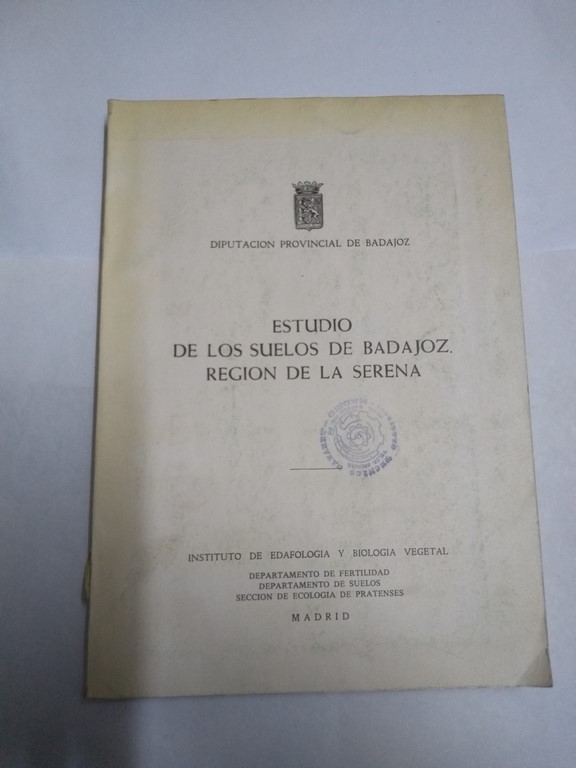 DIPUTACION PROVINCIAL DE BADAJOZ
ESTUDIO
DE LOS SUELOS DE BADAJOZ.
REGION DE LA SERENA
INSTITUTO DE EDAFOLOGIA Y BIOLOGIA VEGETAL
DEPARTAMENTO DE FERTILIDAD
DEPARTAMENTO DE SUELOS
SECCION DE ECOLOGIA DE PRATENSES
MADRID